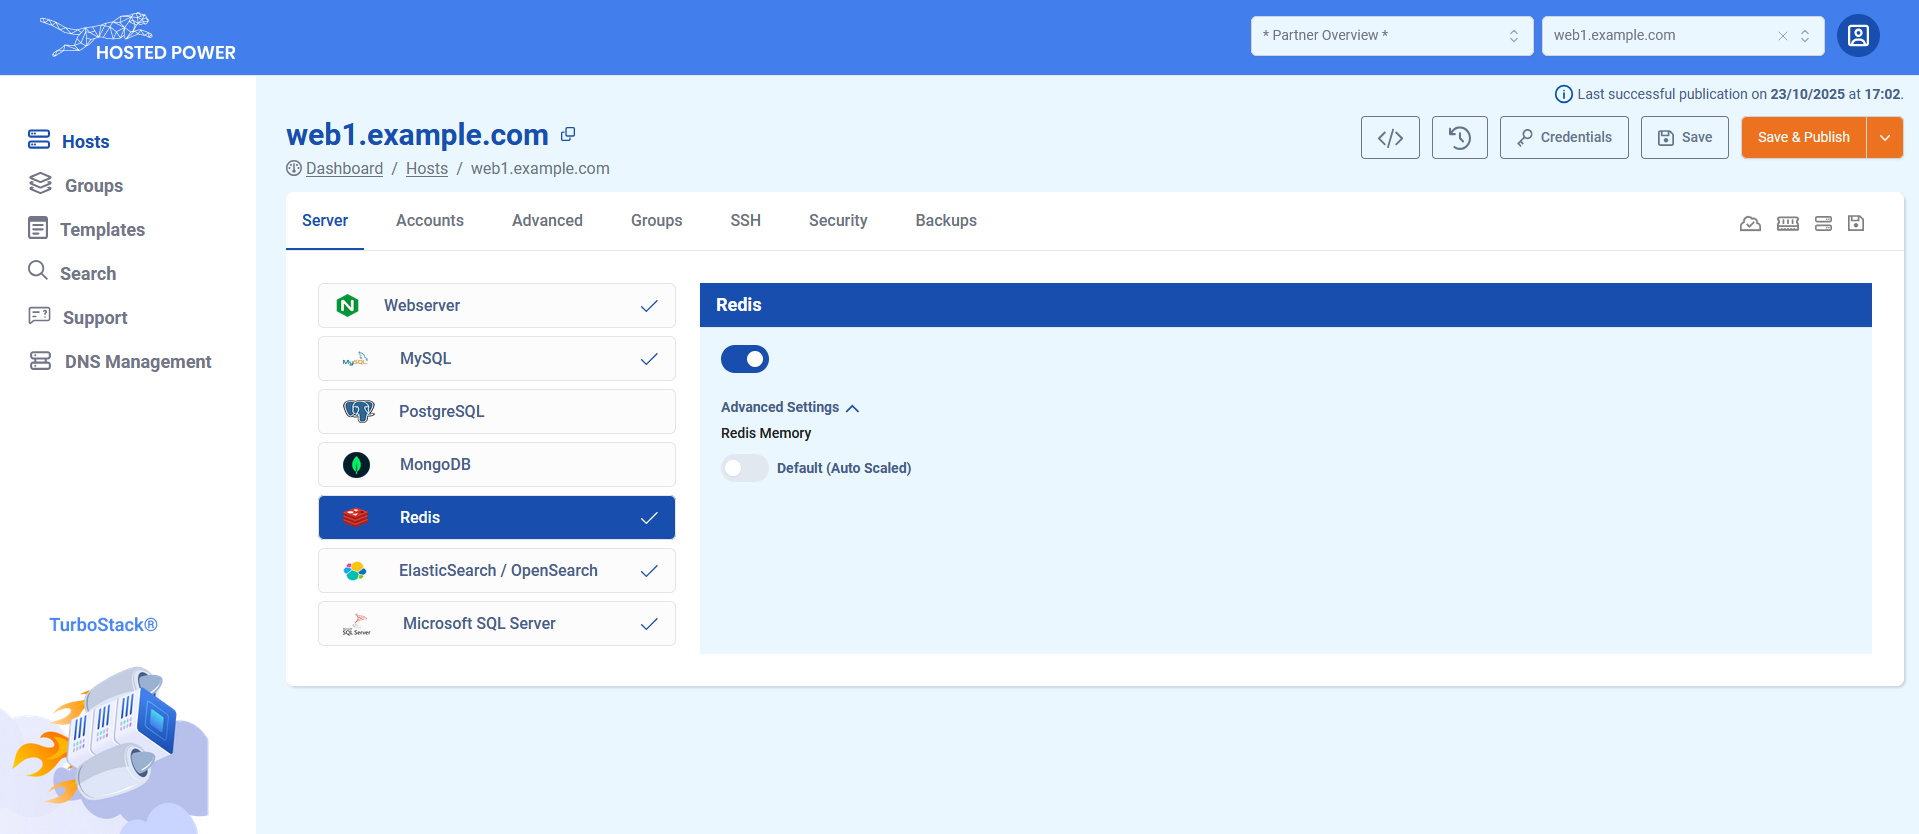 HOSTED POWER
* Partner Overview *
web1.example.com
Last successful publication on 23/10/2025 at 17:02.
Hosts
Groups
Templates
Search
Support
DNS Management
TurboStack®
web1.example.com
Dashboard / Hosts / web1.example.com
</>
Credentials
Save
Save & Publish
Server
Accounts
Advanced
Groups
SSH
Security
Backups
Webserver
MySQL
MySQL
PostgreSQL
MongoDB
Redis
ElasticSearch / OpenSearch
SQL Server
Microsoft SQL Server
Redis
Advanced Settings
Redis Memory
Default (Auto Scaled)